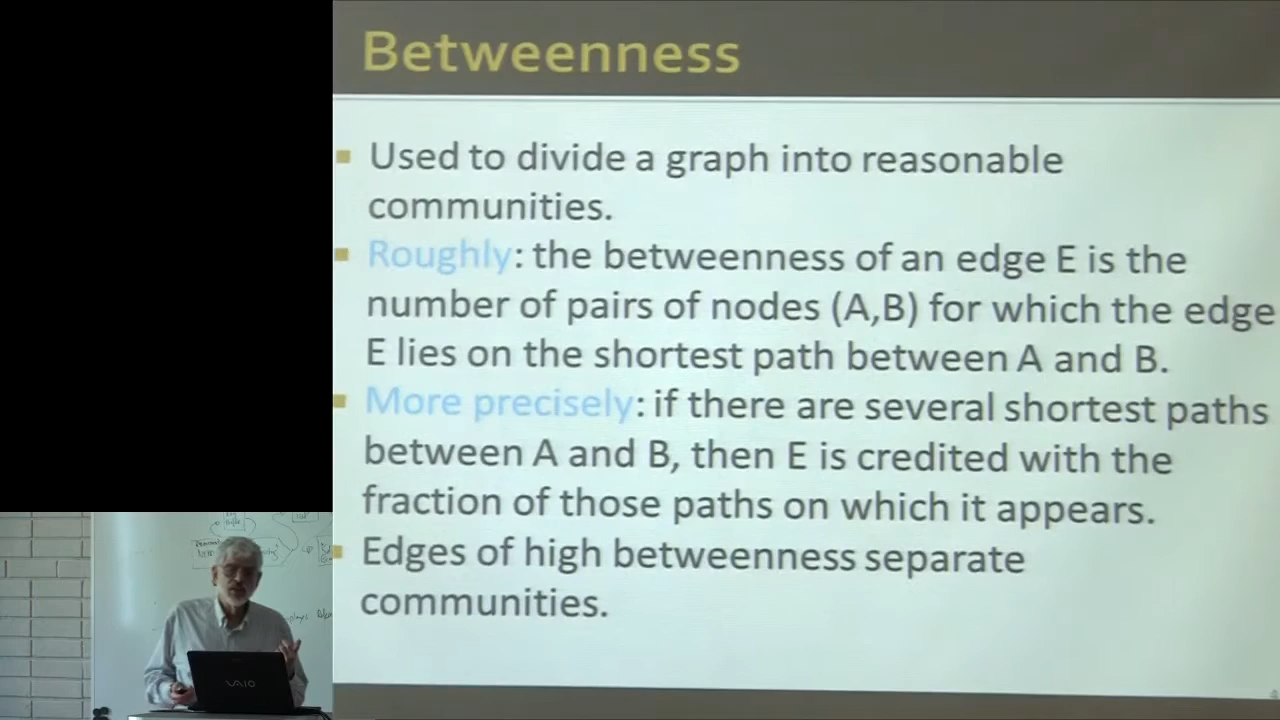 Betweenness
Used to divide a graph into reasonable
communities.
Roughly: the betweenness of an edge E is the
number of pairs of nodes (A,B) for which the edge
E lies on the shortest path between A and B.
More precisely: if there are several shortest paths
between A and B, then E is credited with the
fraction of those paths on which it appears.
Edges of high betweenness separate
communities.
VAIO